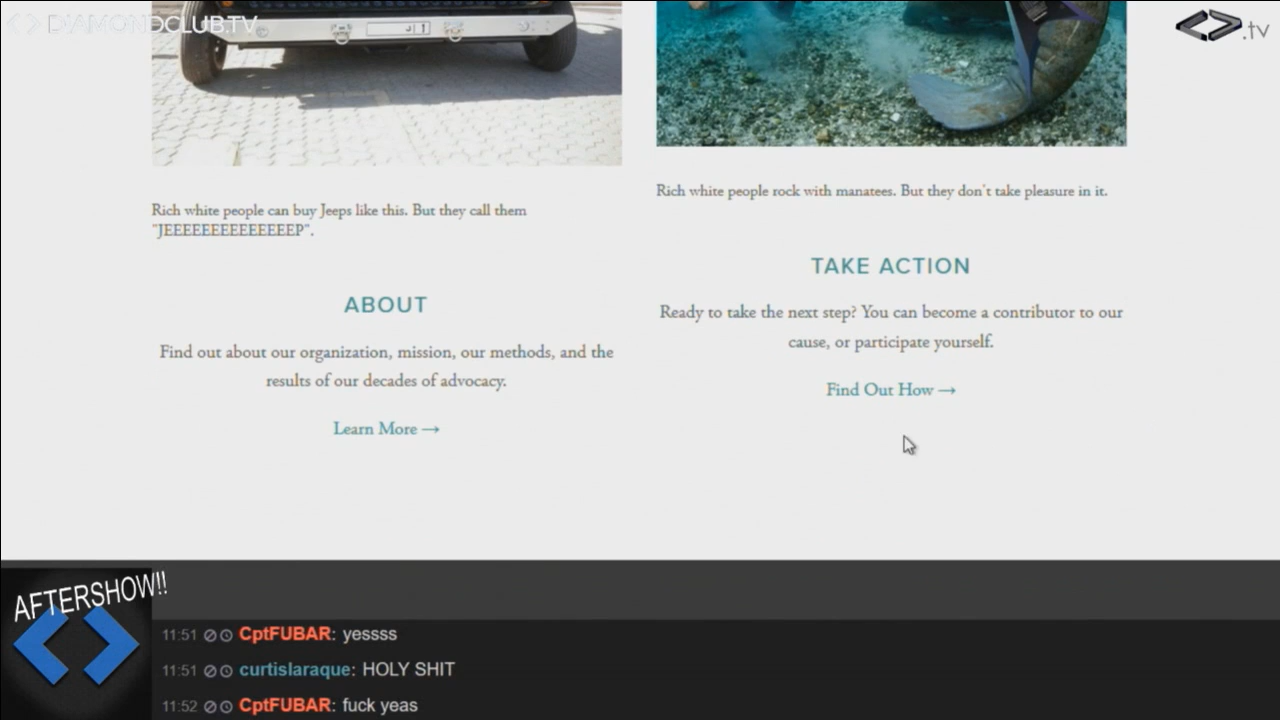 DIAMONDCLUB.TV
.tv
Rich white people can buy Jeeps like this. But they call them
"JEEEEEEEEEEEEEEP".
Rich white people rock with manatees. But they don't take pleasure in it.
ABOUT
Find out about our organization, mission, our methods, and the
results of our decades of advocacy.
Learn More →
TAKE ACTION
Ready to take the next step? You can become a contributor to our
cause, or participate yourself.
Find Out How →
AFTERSHOW!!
11:51 CptFUBAR: yessss
11:51 curtislaraque: HOLY SHIT
11:52 CptFUBAR: fuck yeas